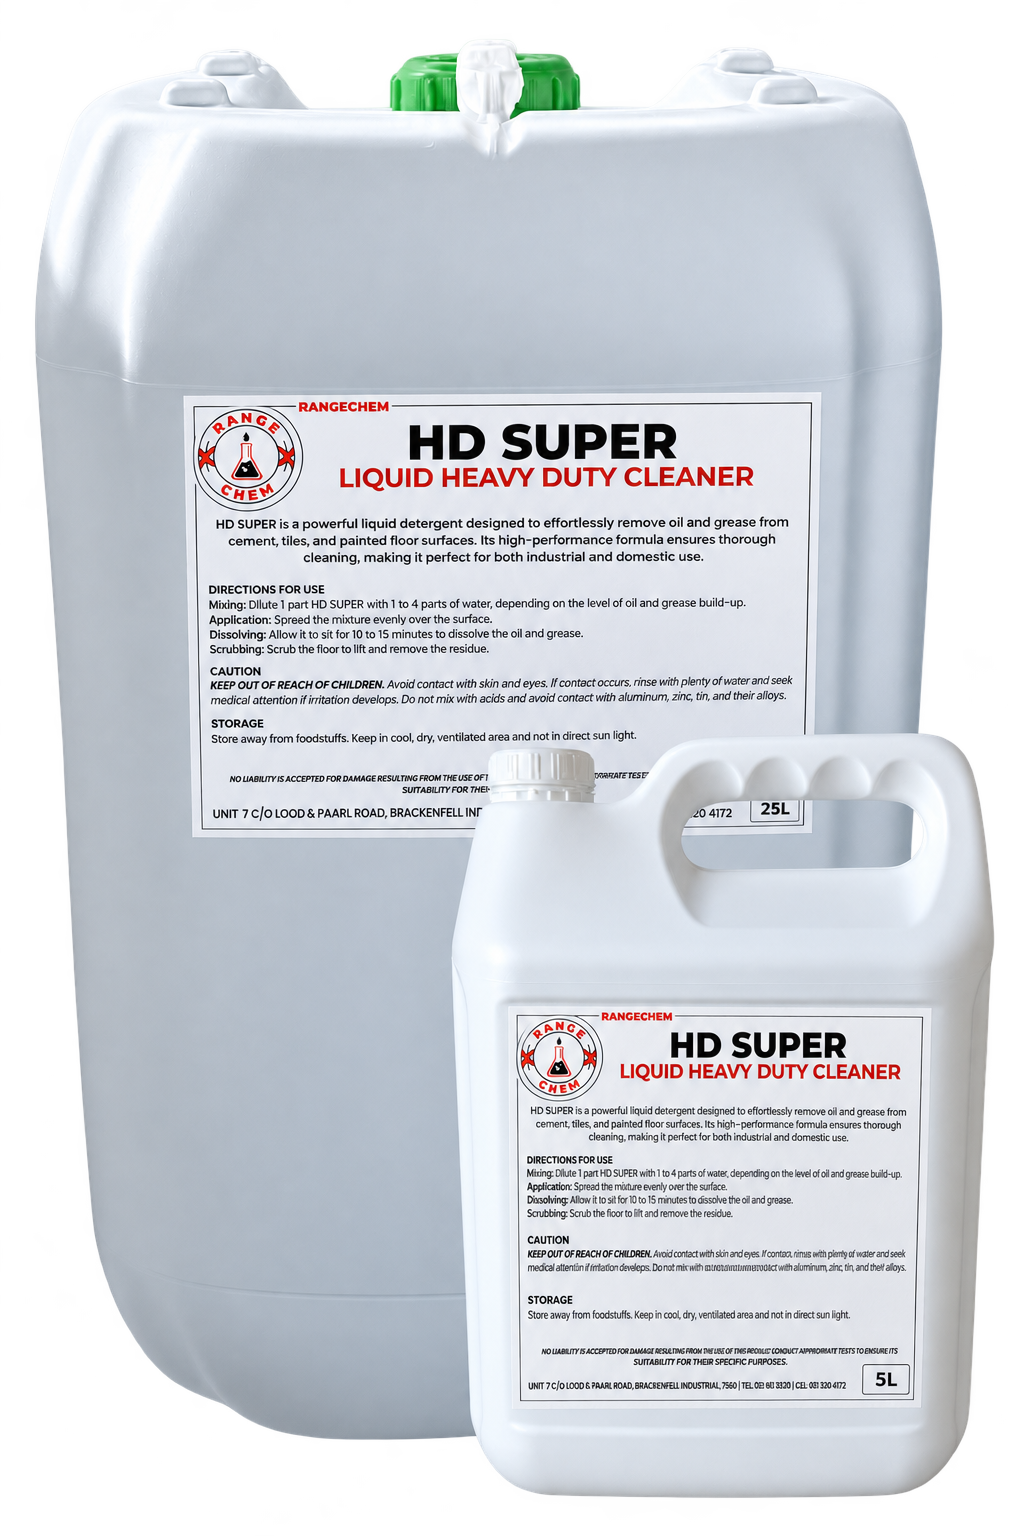 RANGECHEM
RANGE
CHEM
HD SUPER
LIQUID HEAVY DUTY CLEANER
HD SUPER is a powerful liquid detergent designed to effortlessly remove oil and grease from
cement, tiles, and painted floor surfaces. Its high-performance formula ensures thorough
cleaning, making it perfect for both industrial and domestic use.
DIRECTIONS FOR USE
Mixing: Dilute 1 part HD SUPER with 1 to 4 parts of water, depending on the level of oil and grease build-up.
Application: Spread the mixture evenly over the surface.
Dissolving: Allow it to sit for 10 to 15 minutes to dissolve the oil and grease.
Scrubbing: Scrub the floor to lift and remove the residue.
CAUTION
KEEP OUT OF REACH OF CHILDREN. Avoid contact with skin and eyes. If contact occurs, rinse with plenty of water and seek
medical attention if irritation develops. Do not mix with acids and avoid contact with aluminum, zinc, tin, and their alloys.
STORAGE
Store away from foodstuffs. Keep in cool, dry, ventilated area and not in direct sun light.
NO LIABILITY IS ACCEPTED FOR DAMAGE RESULTING FROM THE USE OF
SUITABILITY FOR
UNIT 7 C/O LOOD & PAARL ROAD, BRACKENFELL
20 4172
25L
RANGECHEM
RANGE
CHEM
HD SUPER
LIQUID HEAVY DUTY CLEANER
HD SUPER is a powerful liquid detergent designed to effortlessly remove oil and grease from
cement, tiles, and painted floor surfaces. Its high-performance formula ensures thorough
cleaning, making it perfect for both industrial and domestic use.
DIRECTIONS FOR USE
Mixing: Dilute 1 part HD SUPER with 1 to 4 parts of water, depending on the level of oil and grease build-up.
Application: Spread the mixture evenly over the surface.
Dissolving: Allow it to sit for 10 to 15 minutes to dissolve the oil and grease.
Scrubbing: Scrub the floor to lift and remove the residue.
CAUTION
KEEP OUT OF REACH OF CHILDREN. Avoid contact with skin and eyes. If contact, with plenty of water and seek
medical attention if irritation develops. Do not mix with with aluminum, zinc, tin, and their alloys.
STORAGE
Store away from foodstuffs. Keep in cool, dry, ventilated area and not in direct sun light.
NO LIABILITY IS ACCEPTED FOR DAMAGE RESULTING FROM THE USE OF THIS CONDUCT APPROPRIATE TESTS TO ENSURE ITS
SUITABILITY FOR THEIR SPECIFIC PURPOSES.
UNIT 7 C/O LOOD & PAARL ROAD, INDUSTRIAL, 7560 | TEL: | CEL: 320 4172
5L